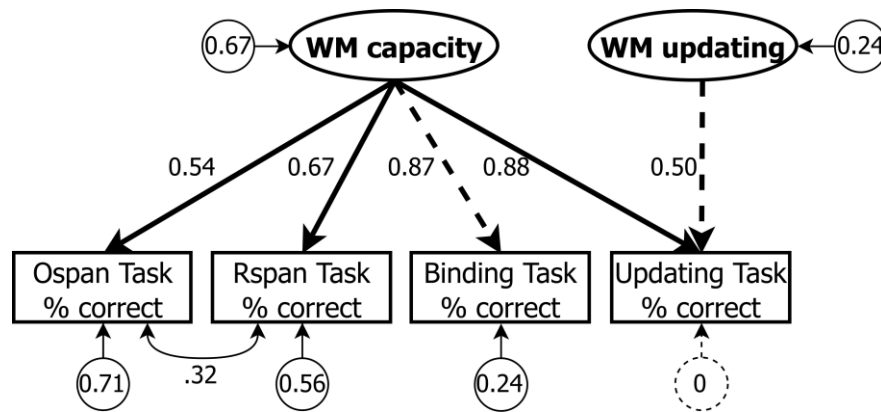 0.67
WM capacity
WM updating
0.24
0.54
0.67
0.87
0.88
0.50
Ospan Task
% correct
Rspan Task
% correct
Binding Task
% correct
Updating Task
% correct
.32
0.71
0.56
0.24
0